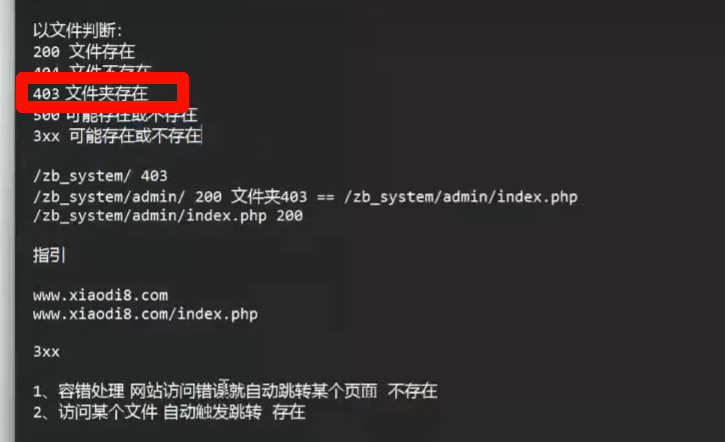 以文件判断:
200 文件存在
404 文件不存在
403 文件夹存在
500 可能存在或不存在
3xx 可能存在或不存在
/zb_system/ 403
/zb_system/admin/ 200 文件夹403 == /zb_system/admin/index.php
/zb_system/admin/index.php 200
指引
www.xiaodi8.com
www.xiaodi8.com/index.php
3xx
1、容错处理 网站访问错误就自动跳转某个页面 不存在
2、访问某个文件 自动触发跳转 存在